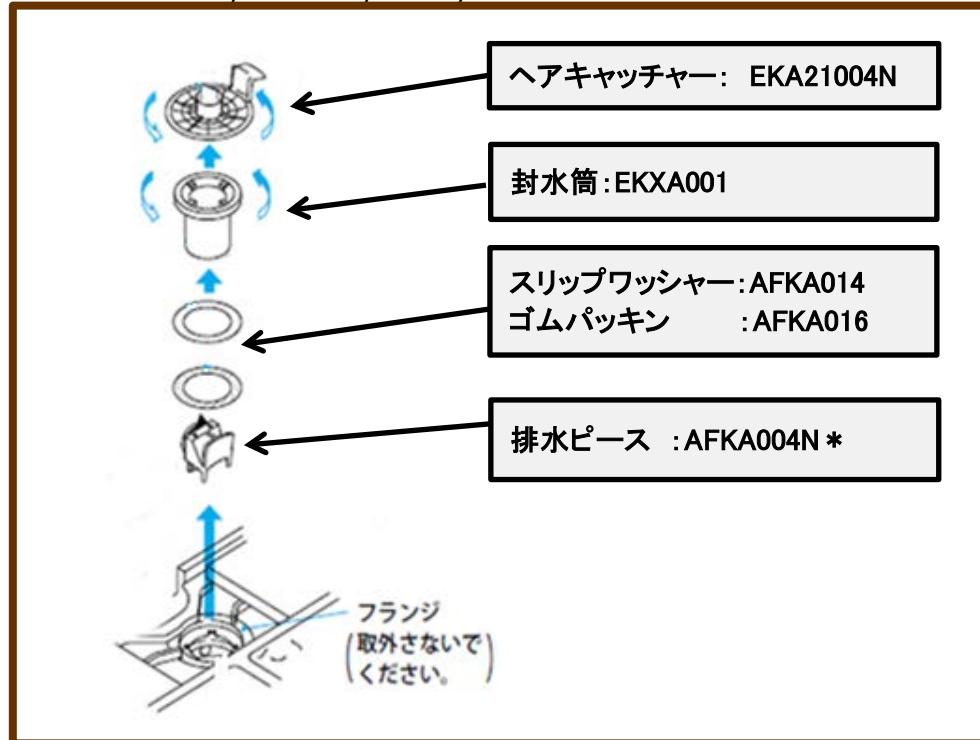 ヘアキャッチャー： EKA21004N
封水筒：EKXA001
スリップワッシャー：AFKA014
ゴムパッキン ：AFKA016
排水ピース ：AFKA004N＊
フランジ
(取外さないで
ください。)